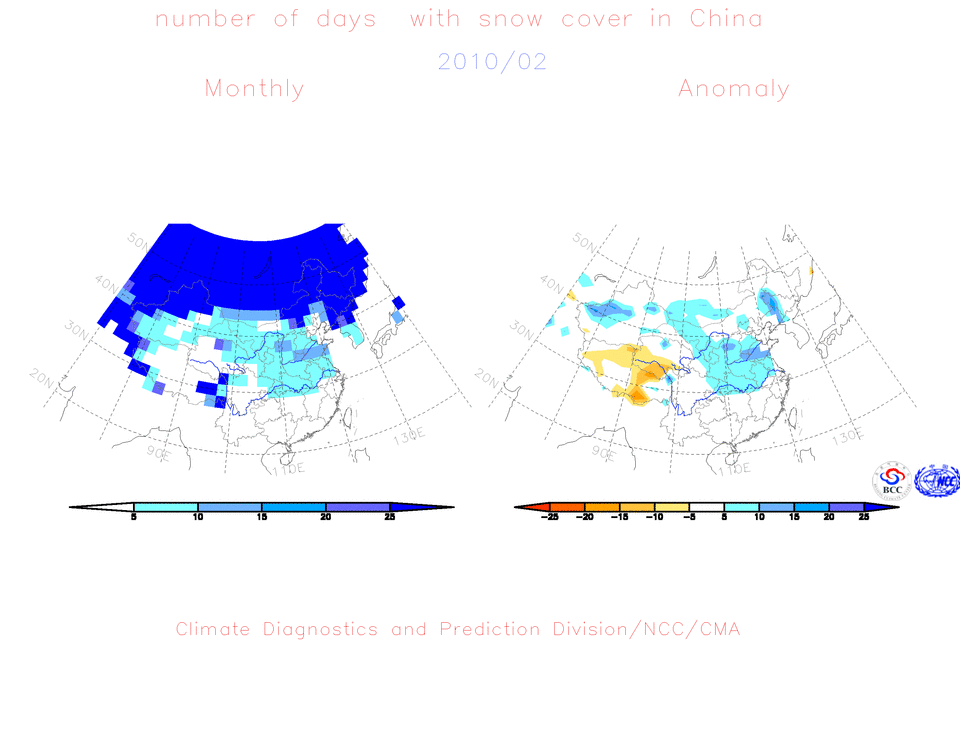 number of days with snow cover in China
2010/02
Monthly Anomaly
50N 50N
40N 40N
30N 30N
20N 20N
90E 110E 130E 90E 110E 130E
BCC NCC
5 10 15 20 25 -25 -20 -15 -10 -5 5 10 15 20 25
Climate Diagnostics and Prediction Division/NCC/CMA